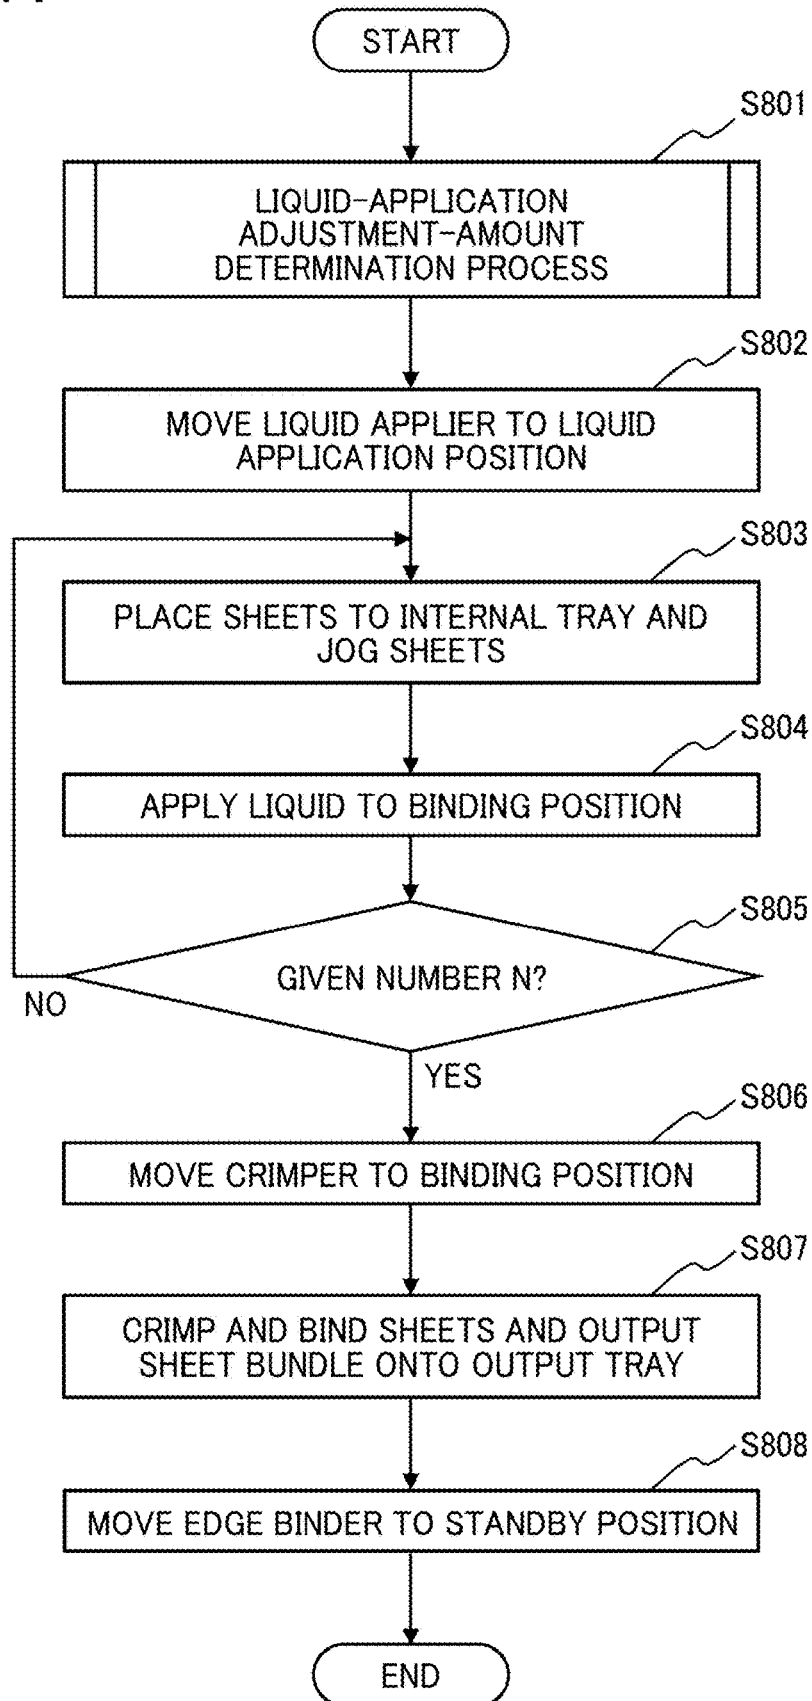 START
S801
LIQUID-APPLICATION
ADJUSTMENT-AMOUNT
DETERMINATION PROCESS
S802
MOVE LIQUID APPLIER TO LIQUID
APPLICATION POSITION
S803
PLACE SHEETS TO INTERNAL TRAY AND
JOG SHEETS
S804
APPLY LIQUID TO BINDING POSITION
S805
GIVEN NUMBER N?
NO
YES
S806
MOVE CRIMPER TO BINDING POSITION
S807
CRIMP AND BIND SHEETS AND OUTPUT
SHEET BUNDLE ONTO OUTPUT TRAY
S808
MOVE EDGE BINDER TO STANDBY POSITION
END